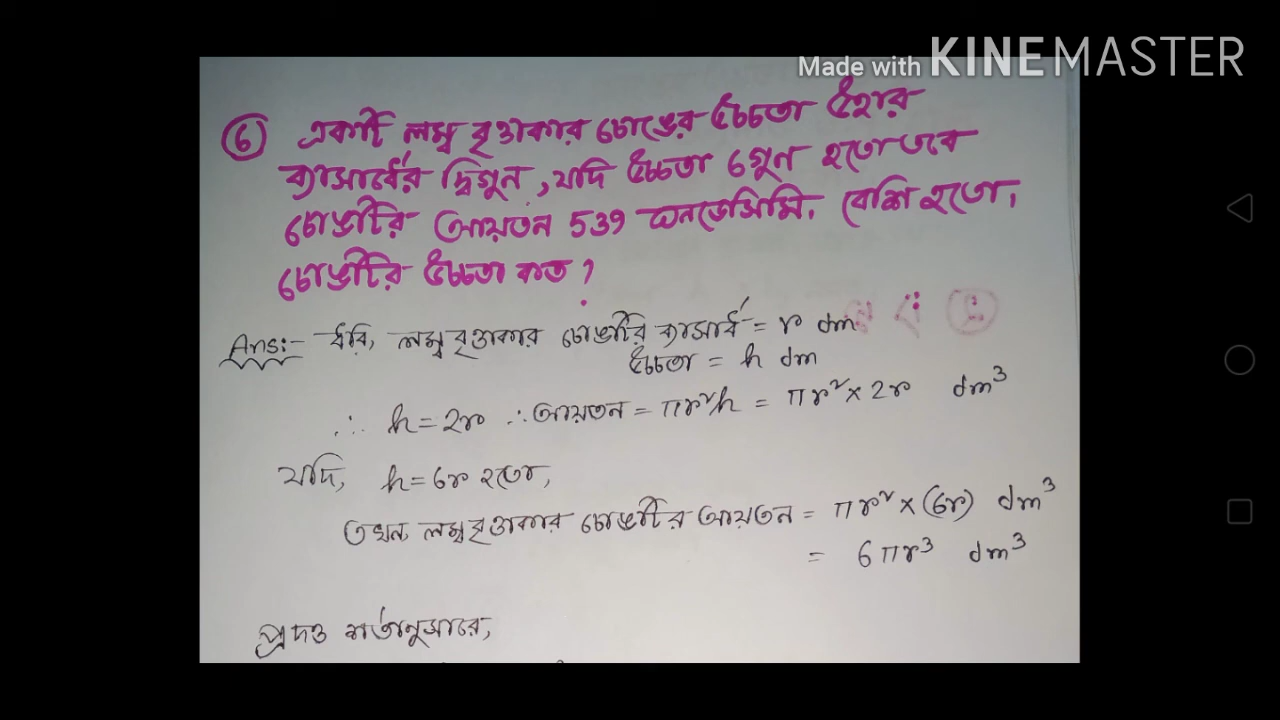 Made with KINEMASTER
৬ একটি লম্ব বৃত্তাকার চোঙের উচ্চতা উহার
ব্যাসার্ধের দ্বিগুন, যদি উচ্চতা ৬গুন হতো তবে
চোঙটির আয়তন 539 ঘনডেসিমি. বেশি হতো,
চোঙটির উচ্চতা কত?
Ans:- ধরি, লম্ববৃত্তাকার চোঙটির ব্যাসার্ধ = r dm
উচ্চতা = h dm
∴ h = 2r ∴ আয়তন = πr²h = πr² × 2r dm³
যদি, h = 6r হতো,
তখন লম্ববৃত্তাকার চোঙটির আয়তন = πr² × (6r) dm³
= 6πr³ dm³
প্রদত্ত শর্তানুসারে,